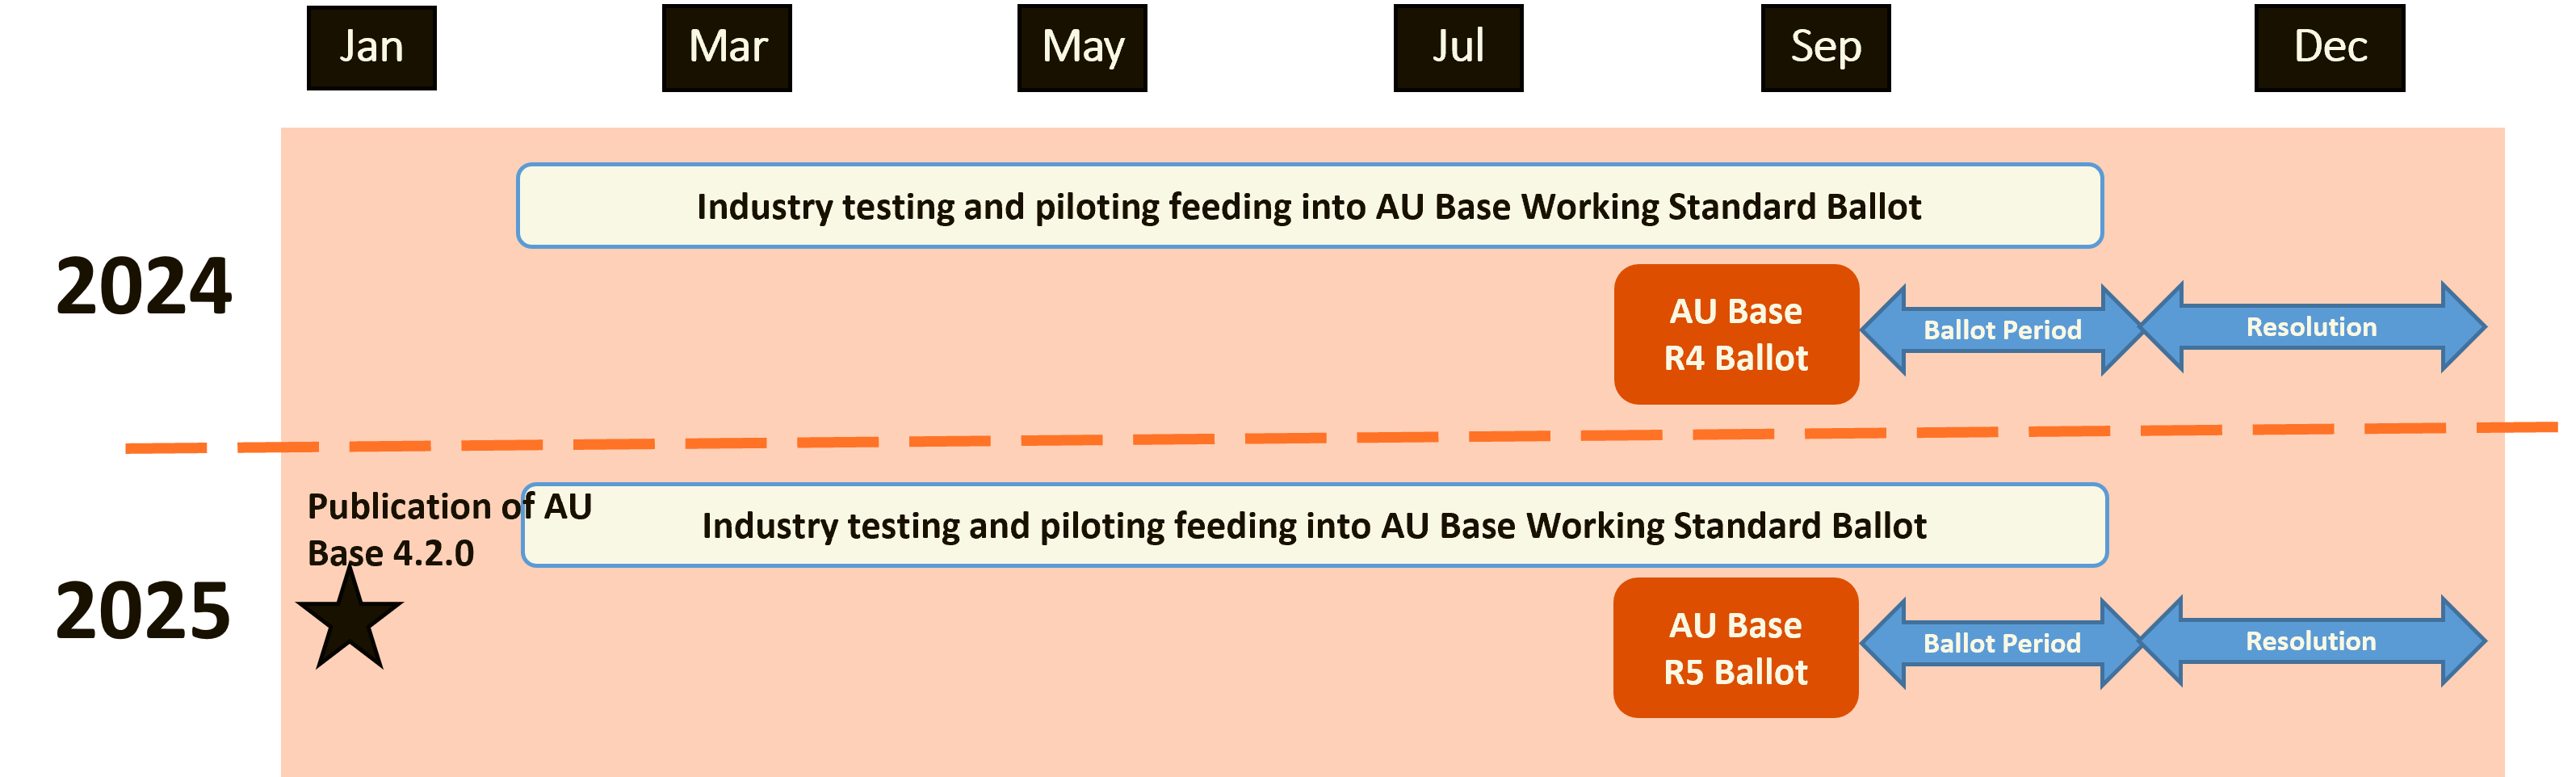 Jan
Mar
May
Jul
Sep
Dec
2024
Industry testing and piloting feeding into AU Base Working Standard Ballot
AU Base
R4 Ballot
Ballot Period
Resolution
2025
Publication of AU
Base 4.2.0
Industry testing and piloting feeding into AU Base Working Standard Ballot
AU Base
R5 Ballot
Ballot Period
Resolution